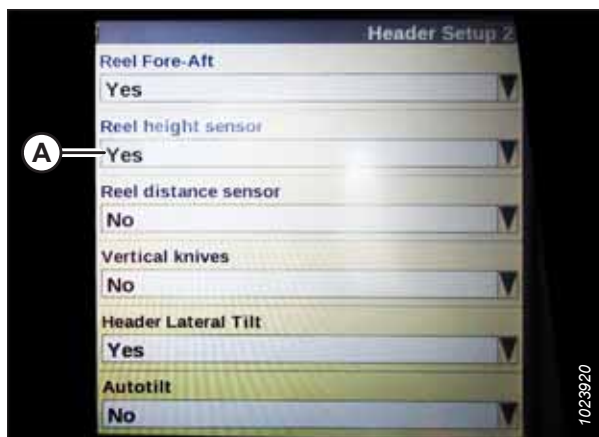 Header Setup 2
Reel Fore-Aft
Yes
Reel height sensor
A
Yes
Reel distance sensor
No
Vertical knives
No
Header Lateral Tilt
Yes
Autotilt
No
1023920